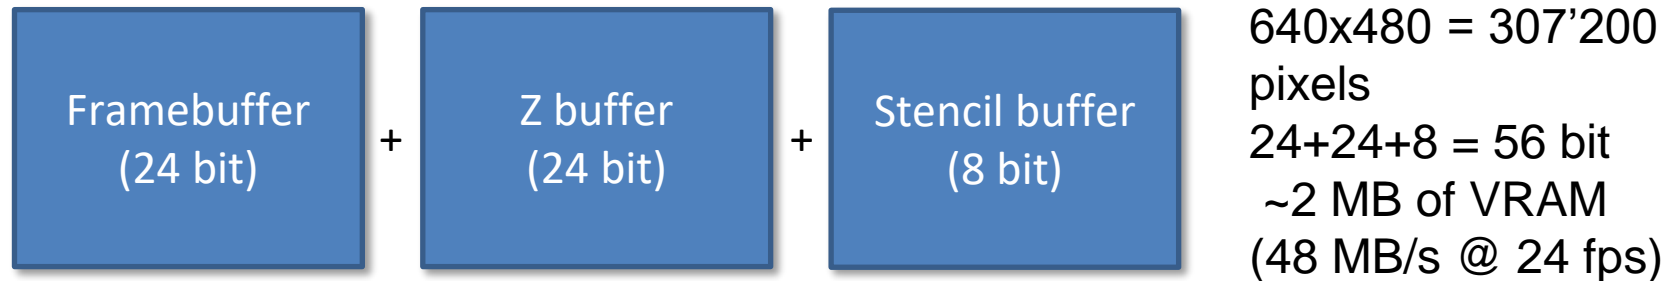 Framebuffer
(24 bit)
+
Z buffer
(24 bit)
+
Stencil buffer
(8 bit)
640x480 = 307’200
pixels
24+24+8 = 56 bit
~2 MB of VRAM
(48 MB/s @ 24 fps)